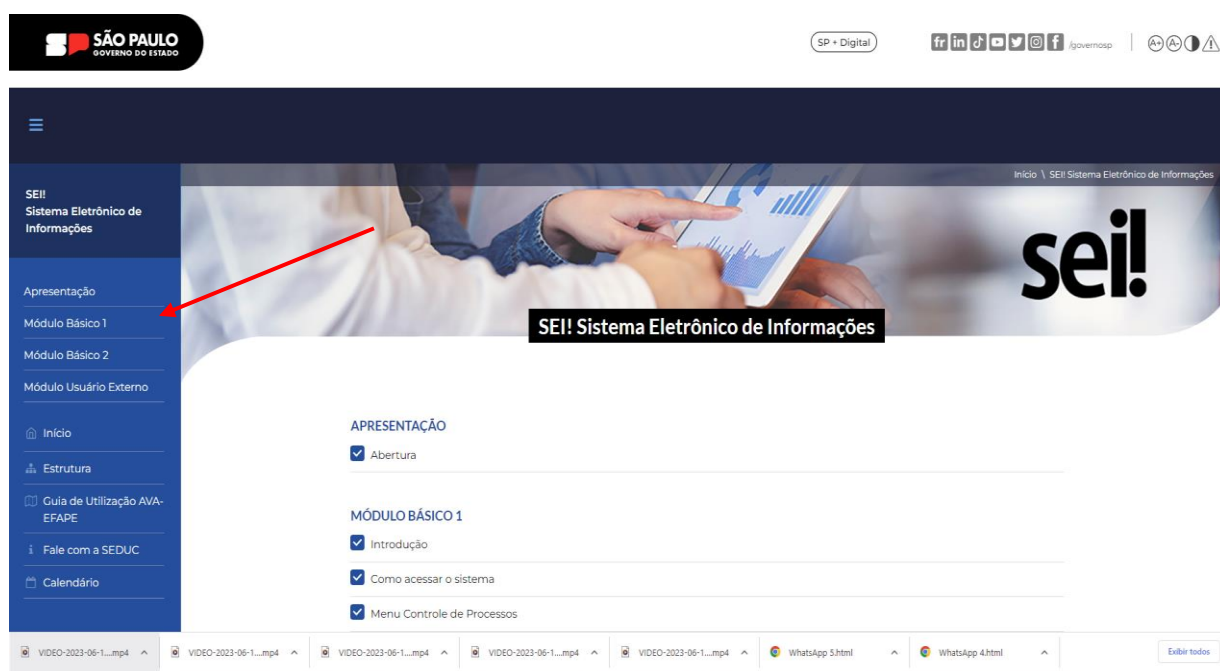 SÃO PAULO
GOVERNO DO ESTADO
SP + Digital
/governosp
A+ A-
Início \ SEI! Sistema Eletrônico de Informações
SEI!
Sistema Eletrônico de
Informações
sei!
SEI! Sistema Eletrônico de Informações
Apresentação
Módulo Básico 1
Módulo Básico 2
Módulo Usuário Externo
Início
Estrutura
Guia de Utilização AVA-
EFAPE
Fale com a SEDUC
Calendário
APRESENTAÇÃO
Abertura
MÓDULO BÁSICO 1
Introdução
Como acessar o sistema
Menu Controle de Processos
VIDEO-2023-06-1....mp4
VIDEO-2023-06-1....mp4
VIDEO-2023-06-1....mp4
VIDEO-2023-06-1....mp4
VIDEO-2023-06-1....mp4
WhatsApp 5.html
WhatsApp 4.html
Exibir todos